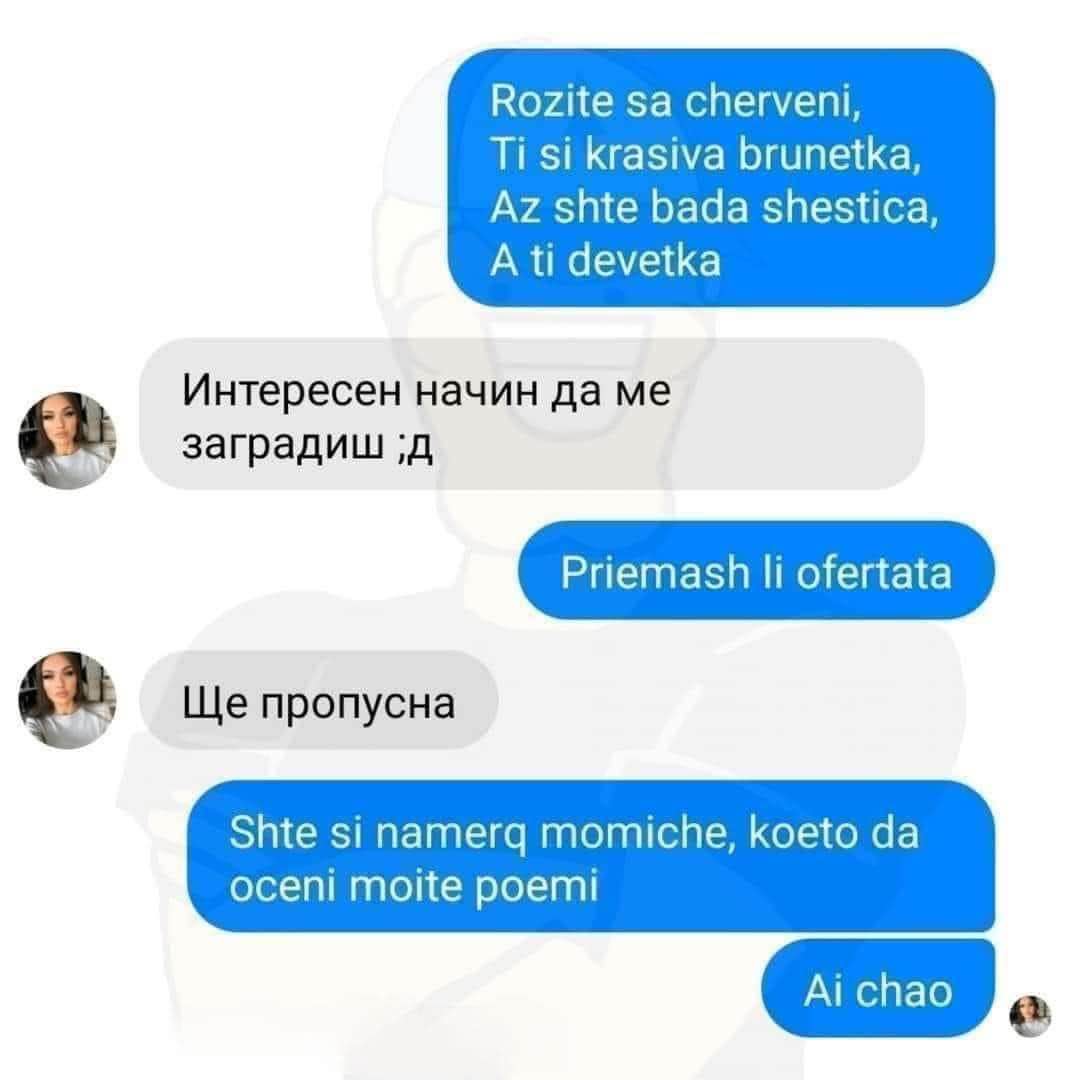 Rozite sa cherveni,
Ti si krasiva brunetka,
Az shte bada shestica,
A ti devetka
Интересен начин да ме
заградиш ;д
Priemash li ofertata
Ще пропусна
Shte si namerq momiche, koeto da
oceni moite poemi
Ai chao